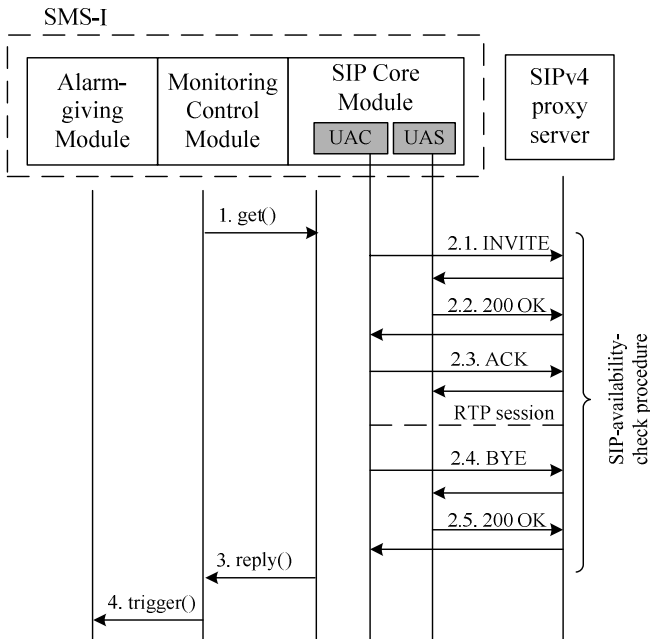 SMS-I
Alarm-
giving
Module
Monitoring
Control
Module
SIP Core
Module
UAC
UAS
SIPv4
proxy
server
1. get()
2.1. INVITE
2.2. 200 OK
2.3. ACK
RTP session
2.4. BYE
2.5. 200 OK
3. reply()
4. trigger()
SIP-availability-
check procedure